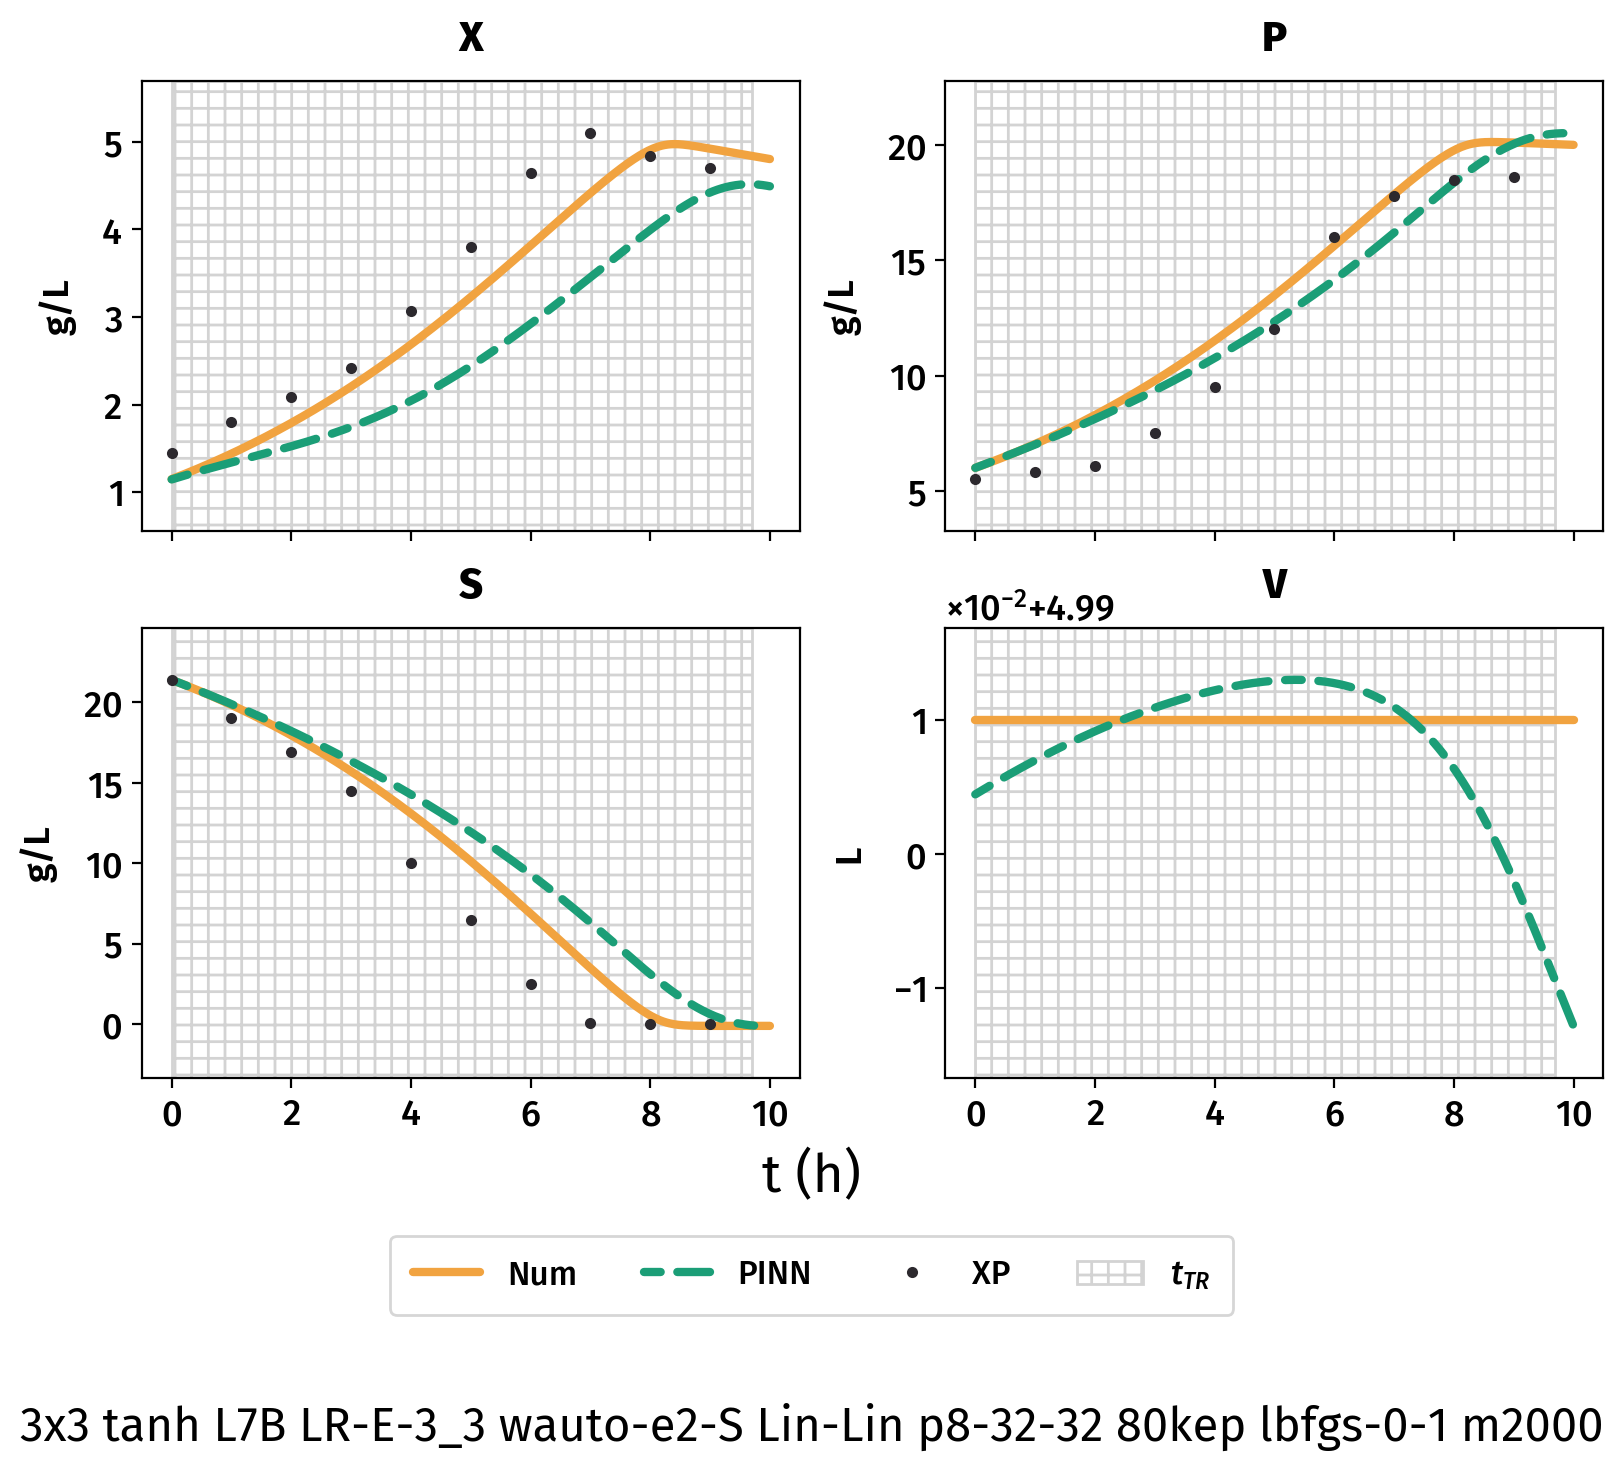 X
P
5
4
3
2
1
g/L
20
15
10
5
g/L
S
V
×10⁻²+4.99
20
15
10
5
0
g/L
1
0
−1
L
0 2 4 6 8 10
0 2 4 6 8 10
t (h)
Num PINN XP t_TR
3x3 tanh L7B LR-E-3_3 wauto-e2-S Lin-Lin p8-32-32 80kep lbfgs-0-1 m2000